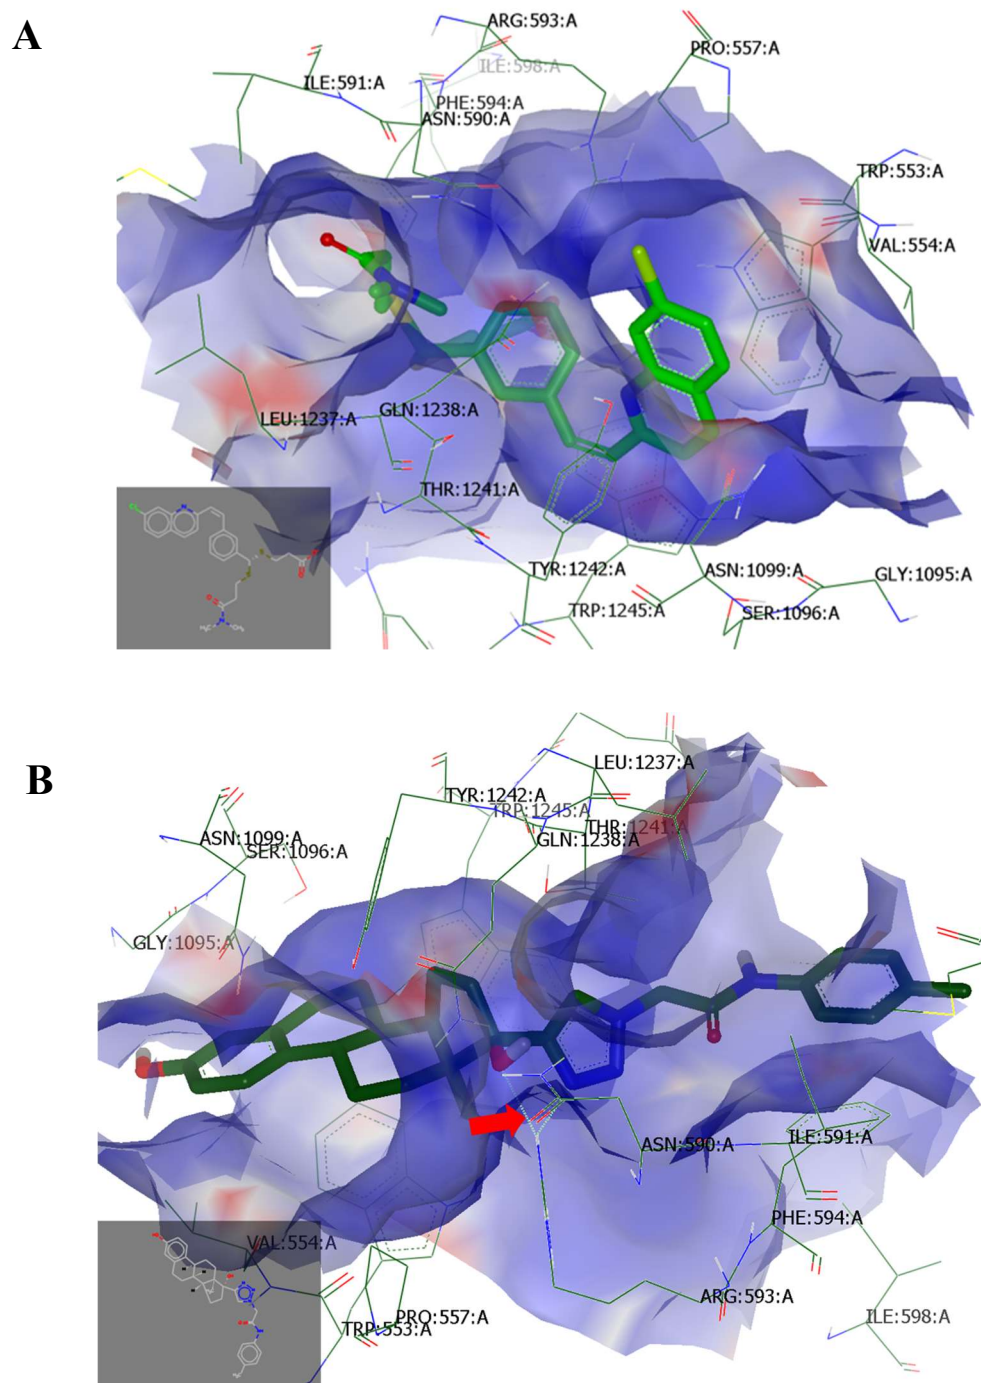 A
ARG:593:A
PRO:557:A
ILE:598:A
ILE:591:A
PHE:594:A
ASN:590:A
TRP:553:A
VAL:554:A
LEU:1237:A
GLN:1238:A
THR:1241:A
TYR:1242:A
ASN:1099:A
GLY:1095:A
TRP:1245:A
SER:1096:A
B
LEU:1237:A
TYR:1242:A
TRP:1245:A
THR:1241:A
GLN:1238:A
ASN:1099:A
SER:1096:A
GLY:1095:A
ASN:590:A
ILE:591:A
PHE:594:A
VAL:554:A
ARG:593:A
PRO:557:A
ILE:598:A
TRP:553:A